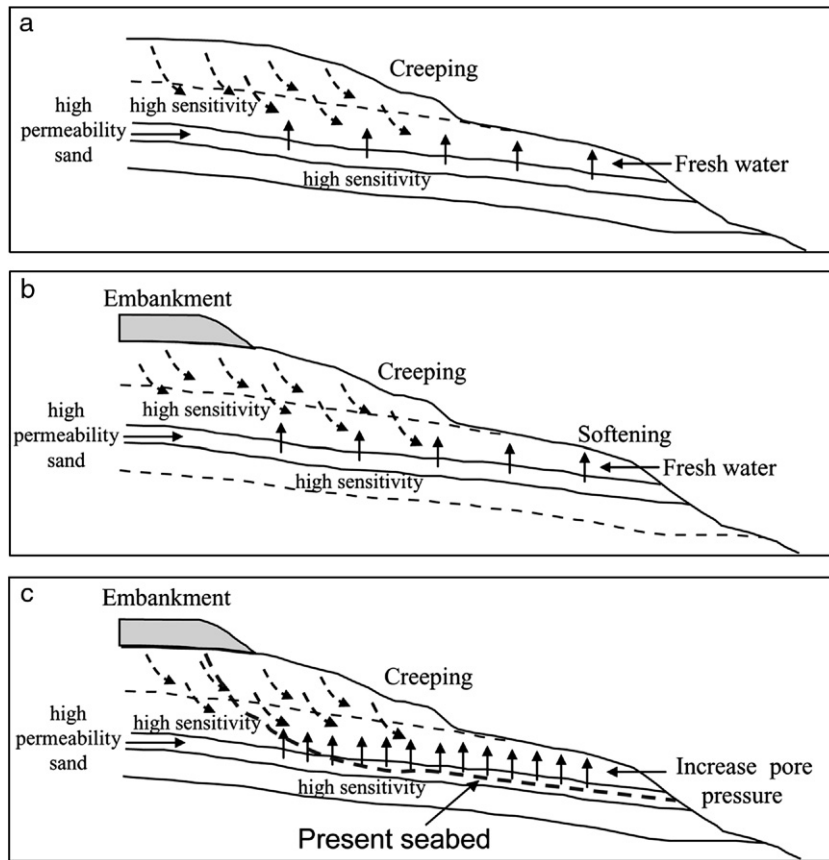 a
Creeping
high sensitivity
high
permeability
sand
Fresh water
high sensitivity
b
Embankment
Creeping
high sensitivity
high
permeability
sand
Softening
Fresh water
high sensitivity
c
Embankment
Creeping
high sensitivity
high
permeability
sand
Increase pore
pressure
high sensitivity
Present seabed